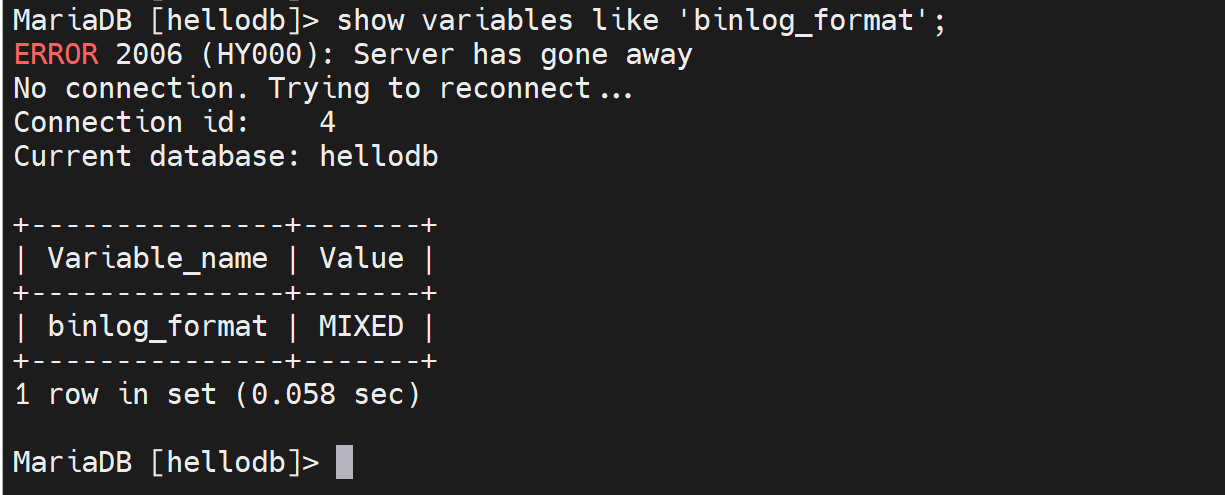 MariaDB [hellodb]> show variables like 'binlog_format';
ERROR 2006 (HY000): Server has gone away
No connection. Trying to reconnect...
Connection id:    4
Current database: hellodb
+---------------+-------+
| Variable_name | Value |
+---------------+-------+
| binlog_format | MIXED |
+---------------+-------+
1 row in set (0.058 sec)
MariaDB [hellodb]>